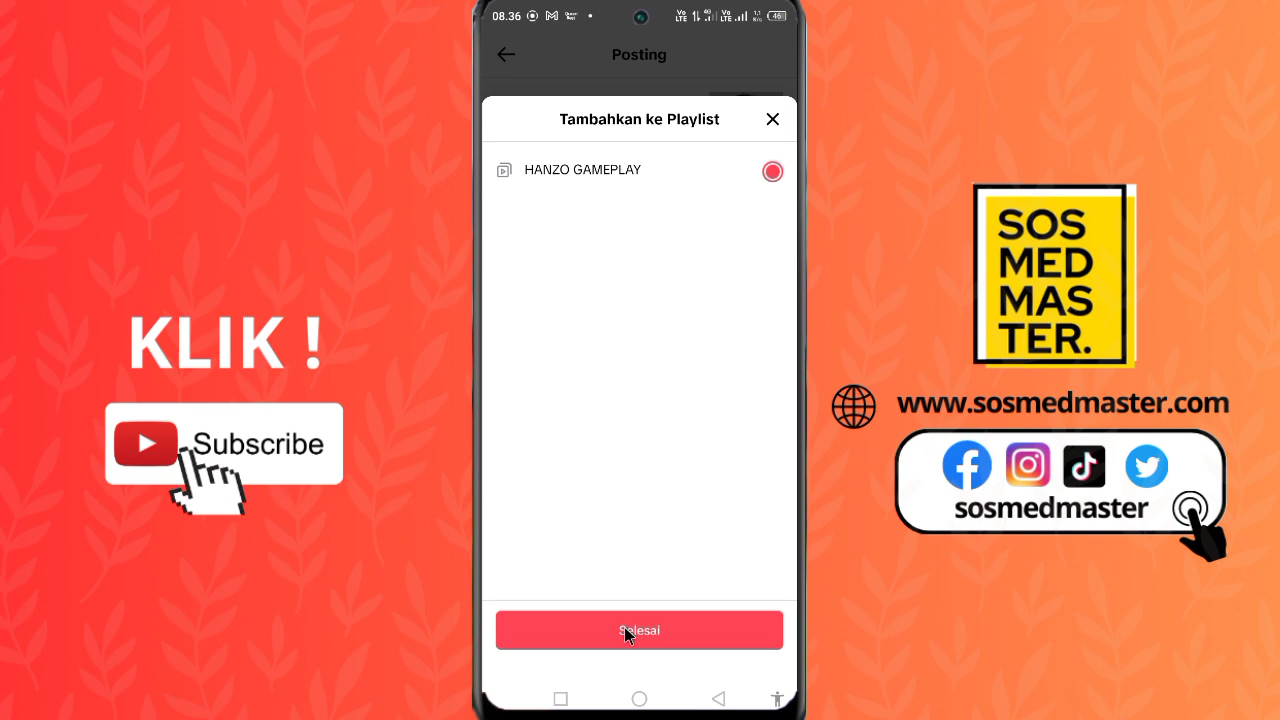 08.36
46
Posting
Tambahkan ke Playlist
HANZO GAMEPLAY
Selesai
KLIK !
Subscribe
SOS
MED
MAS
TER.
www.sosmedmaster.com
sosmedmaster